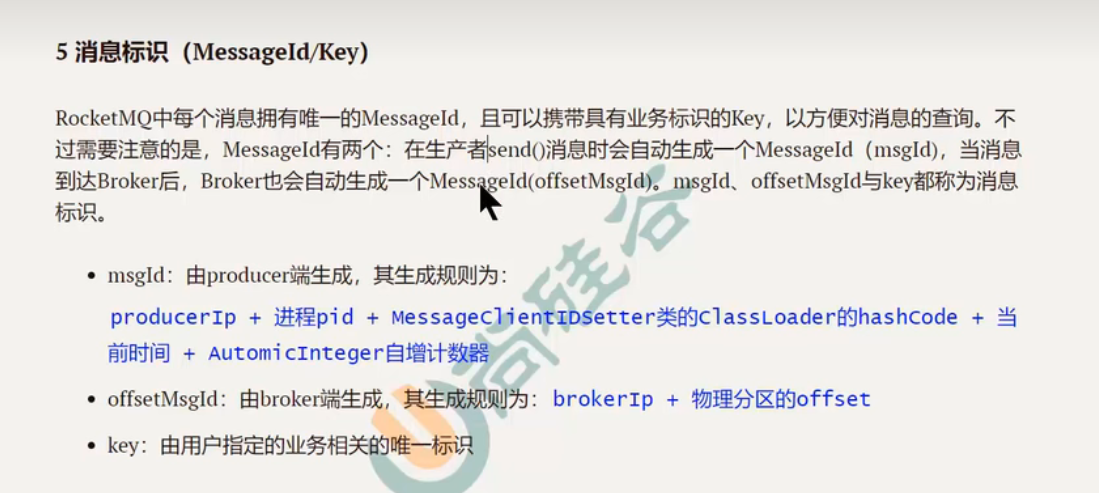 5 消息标识（MessageId/Key）
RocketMQ中每个消息拥有唯一的MessageId，且可以携带具有业务标识的Key，以方便对消息的查询。不
过需要注意的是，MessageId有两个：在生产者send()消息时会自动生成一个MessageId（msgId)，当消息
到达Broker后，Broker也会自动生成一个MessageId(offsetMsgId)。msgId、offsetMsgId与key都称为消息
标识。
• msgId：由producer端生成，其生成规则为：
producerIp + 进程pid + MessageClientIDSetter类的ClassLoader的hashCode + 当
前时间 + AutomicInteger自增计数器
• offsetMsgId：由broker端生成，其生成规则为：brokerIp + 物理分区的offset
• key：由用户指定的业务相关的唯一标识
尚硅谷